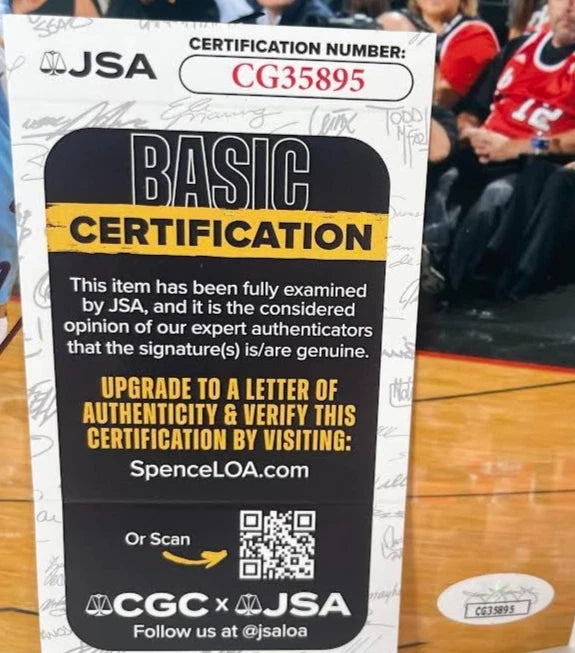 JSA
CERTIFICATION NUMBER:
CG35895
BASIC
CERTIFICATION
This item has been fully examined
by JSA, and it is the considered
opinion of our expert authenticators
that the signature(s) is/are genuine.
UPGRADE TO A LETTER OF
AUTHENTICITY & VERIFY THIS
CERTIFICATION BY VISITING:
SpenceLOA.com
Or Scan
CGC x JSA
Follow us at @jsaloa
CG35895
12